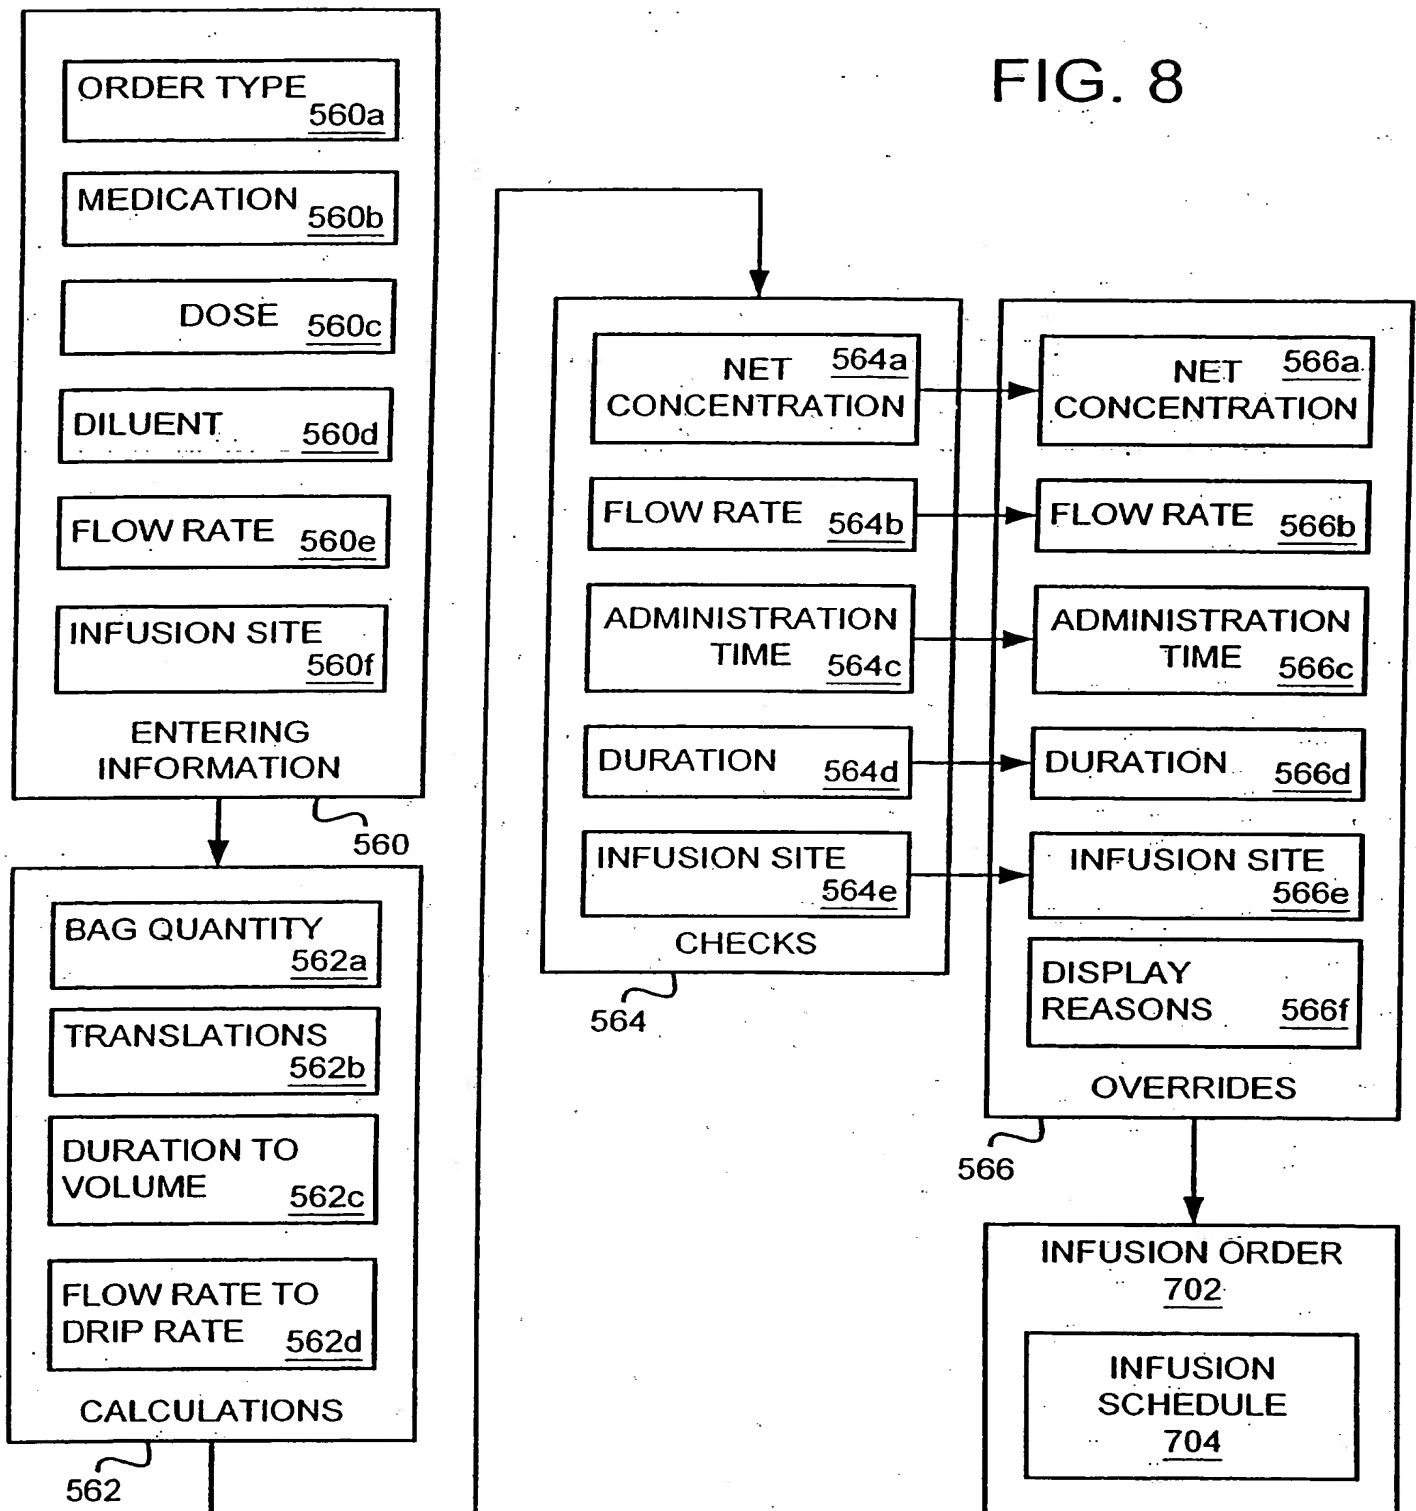 FIG. 8
ORDER TYPE
560a
MEDICATION
560b
DOSE
560c
DILUENT
560d
FLOW RATE
560e
INFUSION SITE
560f
ENTERING
INFORMATION
560
BAG QUANTITY
562a
TRANSLATIONS
562b
DURATION TO
VOLUME
562c
FLOW RATE TO
DRIP RATE
562d
CALCULATIONS
562
NET
564a
CONCENTRATION
FLOW RATE
564b
ADMINISTRATION
TIME
564c
DURATION
564d
INFUSION SITE
564e
CHECKS
564
NET
566a
CONCENTRATION
FLOW RATE
566b
ADMINISTRATION
TIME
566c
DURATION
566d
INFUSION SITE
566e
DISPLAY
REASONS
566f
OVERRIDES
566
INFUSION ORDER
702
INFUSION
SCHEDULE
704